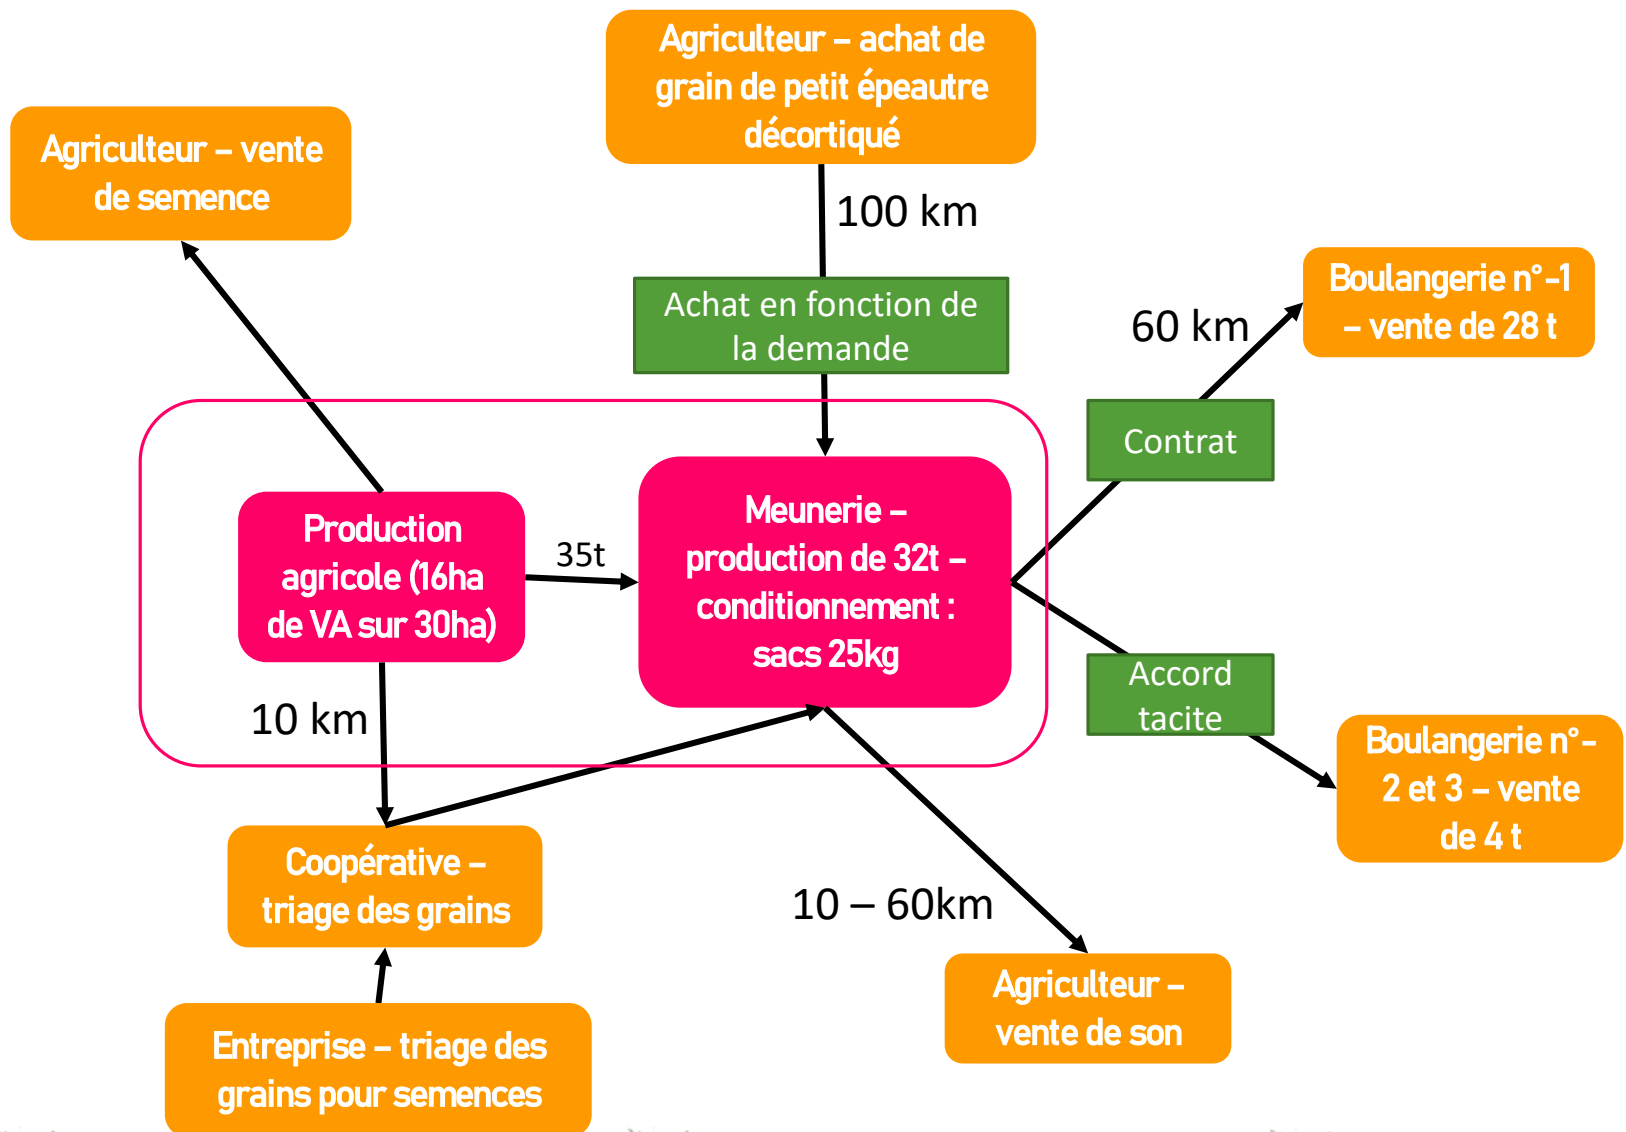 Agriculteur – achat de
grain de petit épeautre
décortiqué
Agriculteur – vente
de semence
100 km
Achat en fonction de
la demande
Boulangerie n°-1
– vente de 28 t
60 km
Contrat
Production
agricole (16ha
de VA sur 30ha)
35t
Meunerie –
production de 32t –
conditionnement :
sacs 25kg
Accord
tacite
10 km
Boulangerie n°-
2 et 3 – vente
de 4 t
Coopérative –
triage des grains
10 – 60km
Agriculteur –
vente de son
Entreprise – triage des
grains pour semences